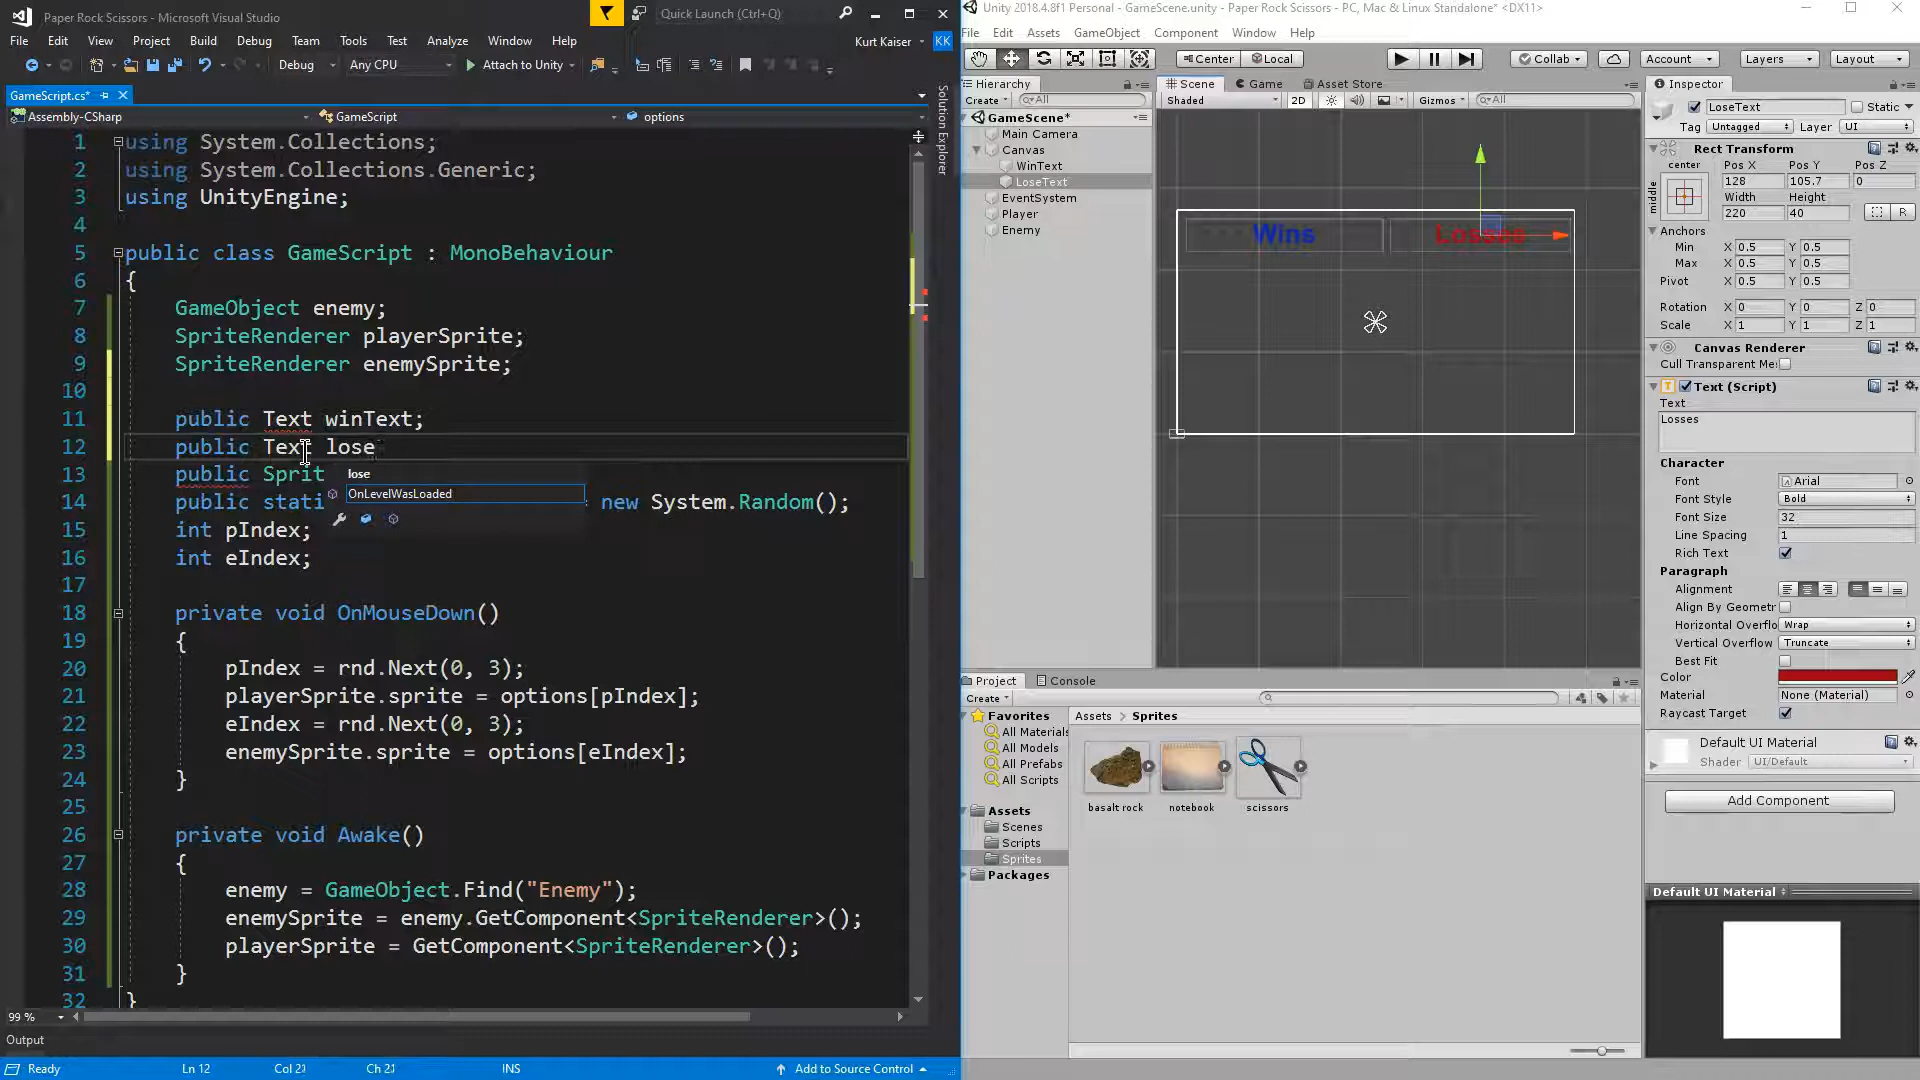 Paper Rock Scissors - Microsoft Visual Studio
Quick Launch (Ctrl+Q)
File Edit View Project Build Debug Team Tools Test Analyze Window Help
Kurt Kaiser KK
Debug Any CPU Attach to Unity
GameScript.cs*
Assembly-CSharp GameScript options
Solution Explorer
1 using System.Collections;
2 using System.Collections.Generic;
3 using UnityEngine;
4
5 public class GameScript : MonoBehaviour
6 {
7 GameObject enemy;
8 SpriteRenderer playerSprite;
9 SpriteRenderer enemySprite;
10
11 public Text winText;
12 public Text lose
13 public Sprit
lose
OnLevelWasLoaded
14 public stati new System.Random();
15 int pIndex;
16 int eIndex;
17
18 private void OnMouseDown()
19 {
20 pIndex = rnd.Next(0, 3);
21 playerSprite.sprite = options[pIndex];
22 eIndex = rnd.Next(0, 3);
23 enemySprite.sprite = options[eIndex];
24 }
25
26 private void Awake()
27 {
28 enemy = GameObject.Find("Enemy");
29 enemySprite = enemy.GetComponent<SpriteRenderer>();
30 playerSprite = GetComponent<SpriteRenderer>();
31 }
32 }
99 %
Output
Ready Ln 12 Col 21 Ch 21 INS Add to Source Control
Unity 2018.4.8f1 Personal - GameScene.unity - Paper Rock Scissors - PC, Mac & Linux Standalone* <DX11>
File Edit Assets GameObject Component Window Help
Center Local Collab Account Layers Layout
Hierarchy
Create All
GameScene*
Main Camera
Canvas
WinText
LoseText
EventSystem
Player
Enemy
Scene Game Asset Store
Shaded 2D Gizmos All
Wins Losses
Inspector
LoseText Static
Tag Untagged Layer UI
Rect Transform
center Pos X Pos Y Pos Z
middle
128 105.7 0
Width Height
220 40 R
Anchors
Min X 0.5 Y 0.5
Max X 0.5 Y 0.5
Pivot X 0.5 Y 0.5
Rotation X 0 Y 0 Z 0
Scale X 1 Y 1 Z 1
Canvas Renderer
Cull Transparent Me
Text (Script)
Text
Losses
Character
Font Arial
Font Style Bold
Font Size 32
Line Spacing 1
Rich Text
Paragraph
Alignment
Align By Geometr
Horizontal Overflo Wrap
Vertical Overflow Truncate
Best Fit
Color
Material None (Material)
Raycast Target
Default UI Material
Shader UI/Default
Add Component
Default UI Material
Project Console
Create
Favorites
All Materials
All Models
All Prefabs
All Scripts
Assets
Scenes
Scripts
Sprites
Packages
Assets > Sprites
basalt rock notebook scissors